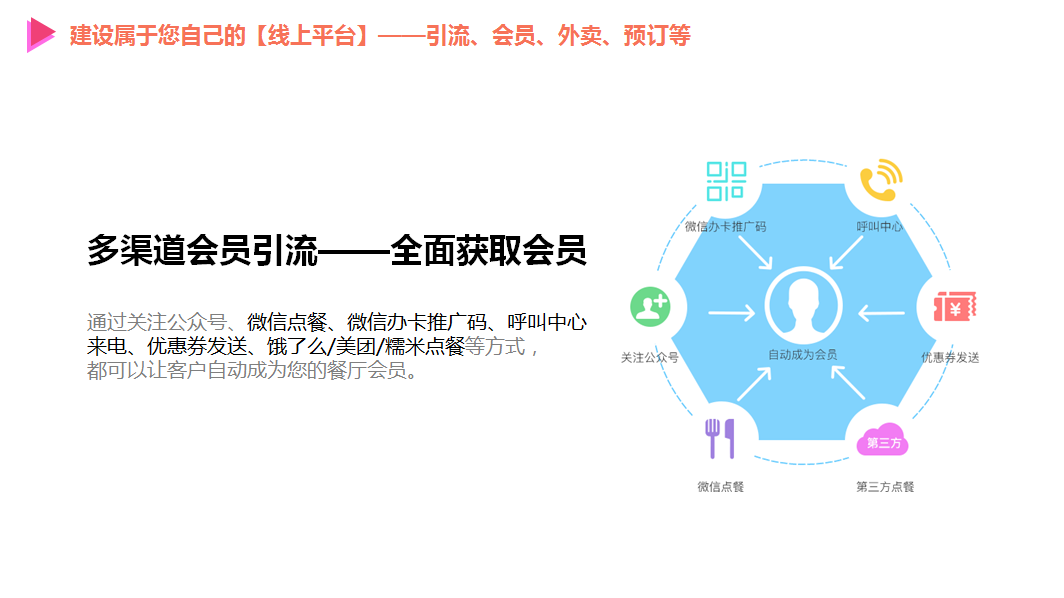 建设属于您自己的【线上平台】——引流、会员、外卖、预订等
多渠道会员引流——全面获取会员
通过关注公众号、微信点餐、微信办卡推广码、呼叫中心
来电、优惠券发送、饿了么/美团/糯米点餐等方式，
都可以让客户自动成为您的餐厅会员。
微信办卡推广码
呼叫中心
关注公众号
自动成为会员
优惠券发送
¥
第三方
微信点餐
第三方点餐